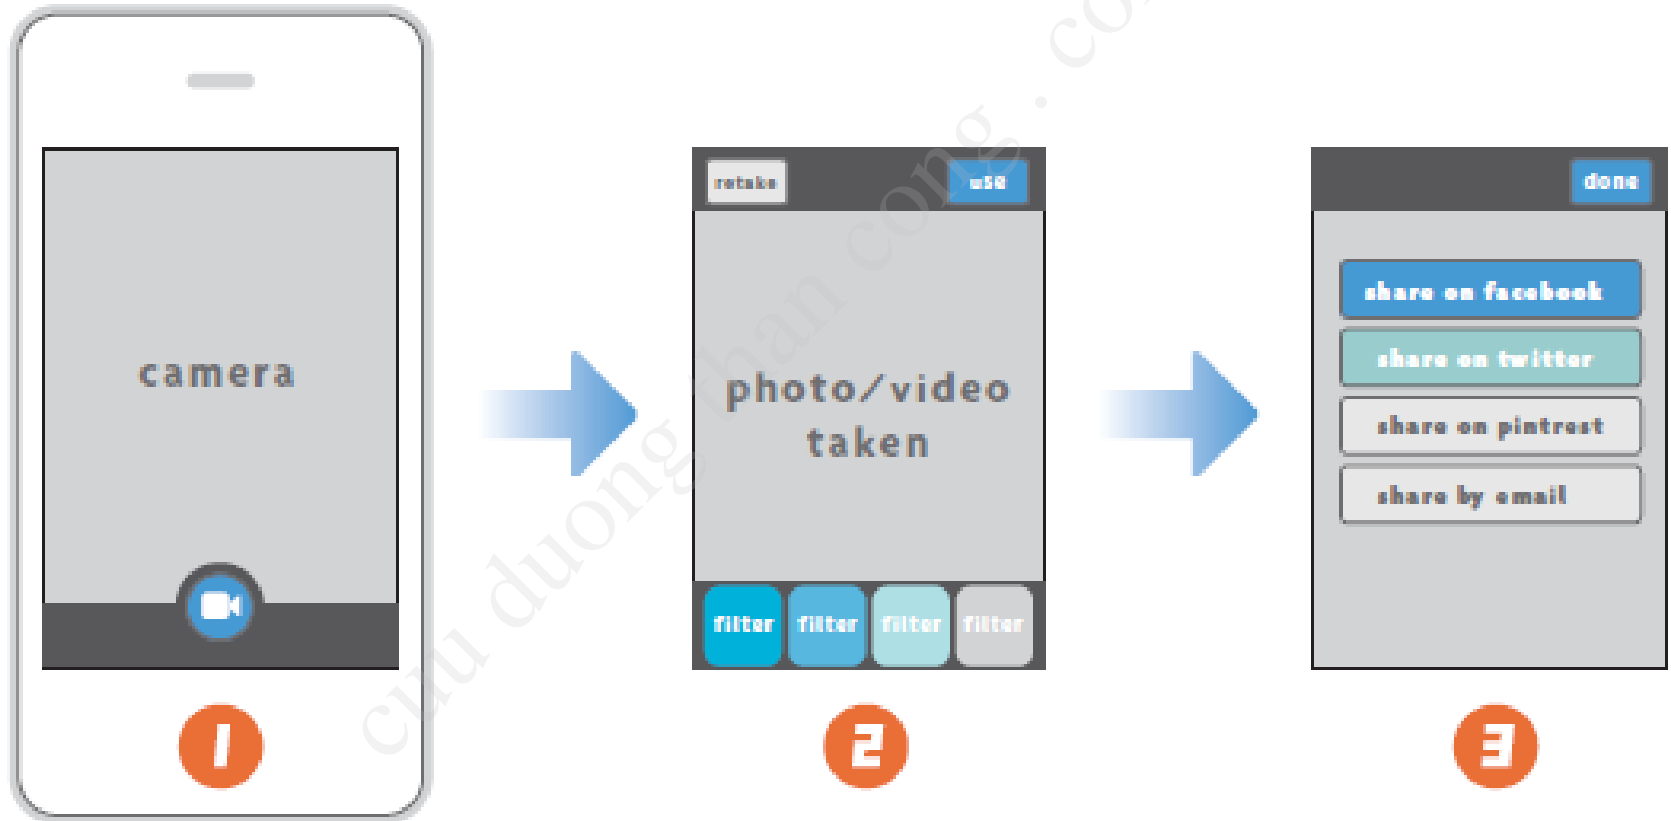 camera
1
retake
use
photo/video
taken
filter
filter
filter
filter
2
done
share on facebook
share on twitter
share on pintrest
share by email
3
cuu duong than cong . co